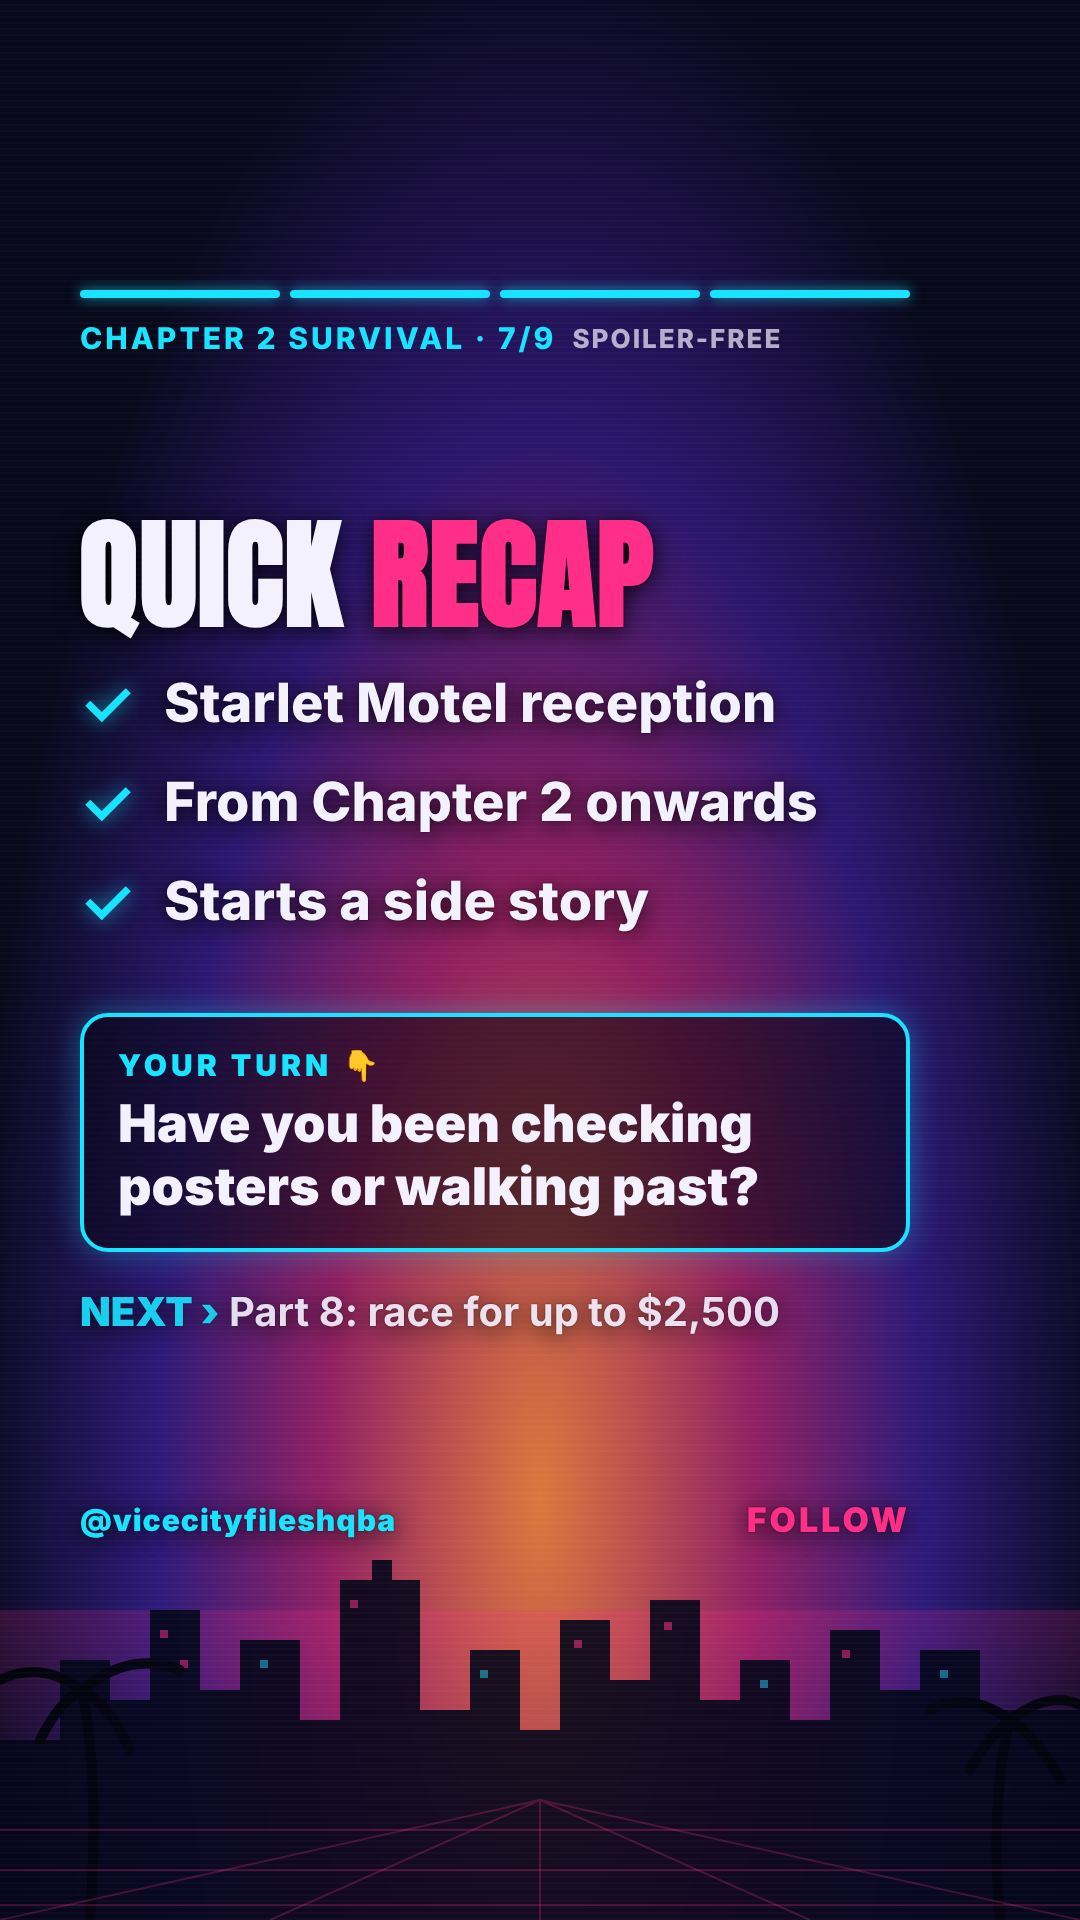 CHAPTER 2 SURVIVAL · 7/9 SPOILER-FREE
QUICK RECAP
Starlet Motel reception
From Chapter 2 onwards
Starts a side story
YOUR TURN 👇
Have you been checking
posters or walking past?
NEXT › Part 8: race for up to $2,500
@vicecityfileshqba
FOLLOW